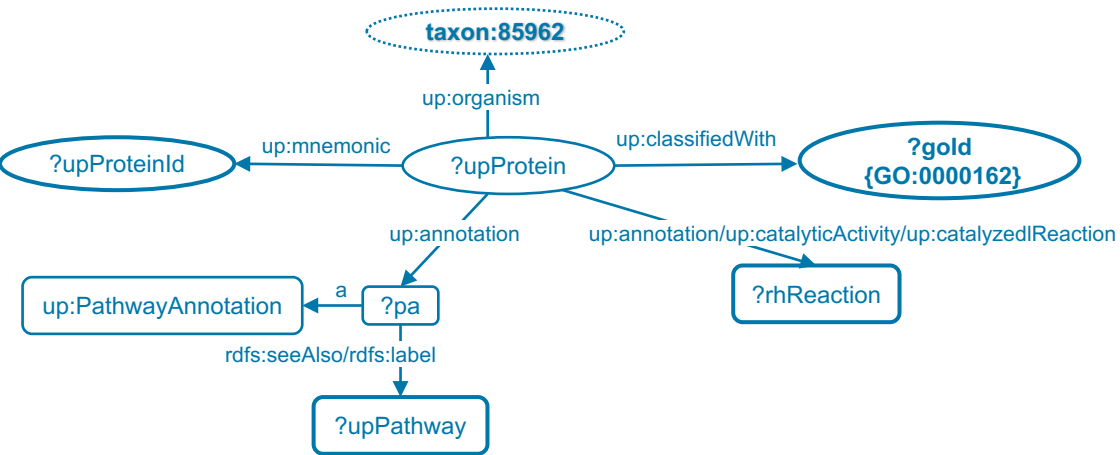 taxon:85962
up:organism
up:mnemonic
up:classifiedWith
?upProteinId
?upProtein
?goId
{GO:0000162}
up:annotation
up:annotation/up:catalyticActivity/up:catalyzedlReaction
up:PathwayAnnotation
a
?pa
?rhReaction
rdfs:seeAlso/rdfs:label
?upPathway